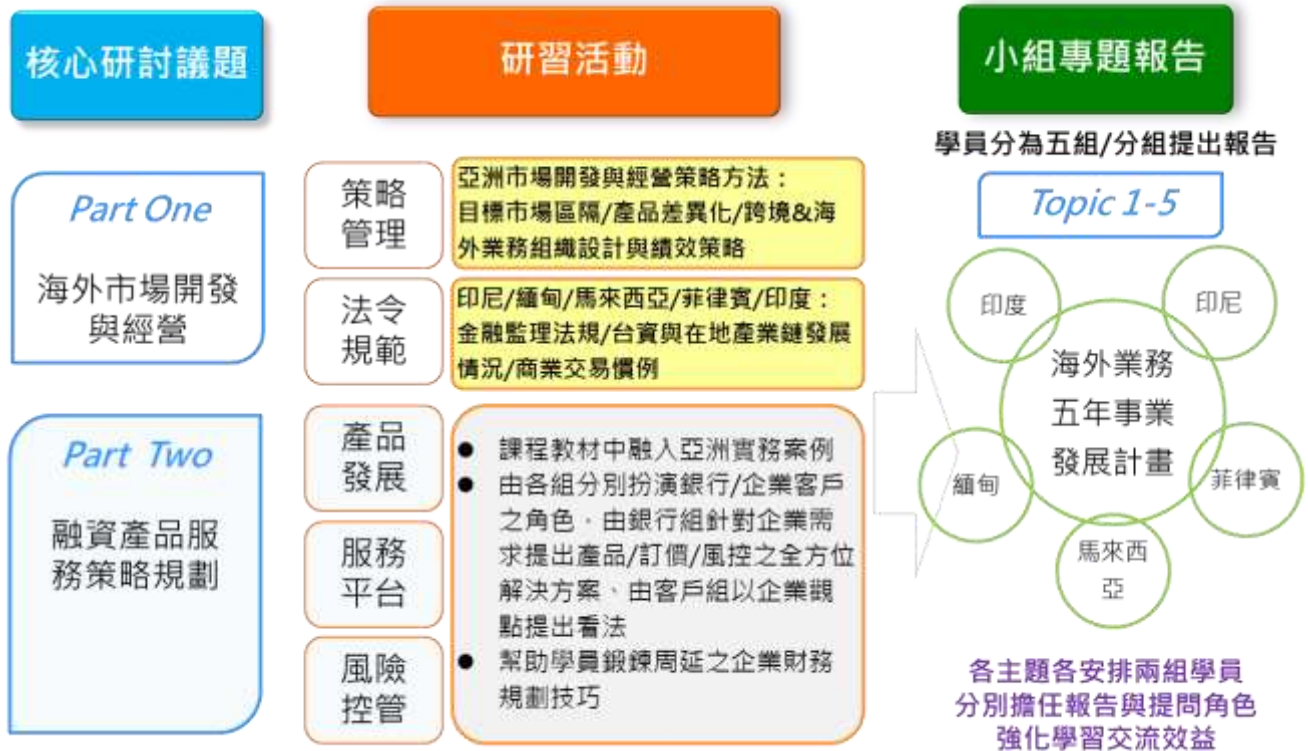 核心研討議題
研習活動
小組專題報告
學員分為五組/分組提出報告
Part One
海外市場開發
與經營
策略
管理
亞洲市場開發與經營策略方法：
目標市場區隔/產品差異化/跨境&海
外業務組織設計與績效策略
法令
規範
印尼/緬甸/馬來西亞/菲律賓/印度：
金融監理法規/台資與在地產業鏈發展
情況/商業交易慣例
Part Two
融資產品服
務策略規劃
產品
發展
服務
平台
風險
控管
● 課程教材中融入亞洲實務案例
● 由各組分別扮演銀行/企業客戶
之角色、由銀行組針對企業需
求提出產品/訂價/風控之全方位
解決方案、由客戶組以企業觀
點提出看法
● 幫助學員鍛鍊周延之企業財務
規劃技巧
Topic 1-5
印度
印尼
海外業務
五年事業
發展計畫
緬甸
菲律賓
馬來西
亞
各主題各安排兩組學員
分別擔任報告與提問角色
強化學習交流效益